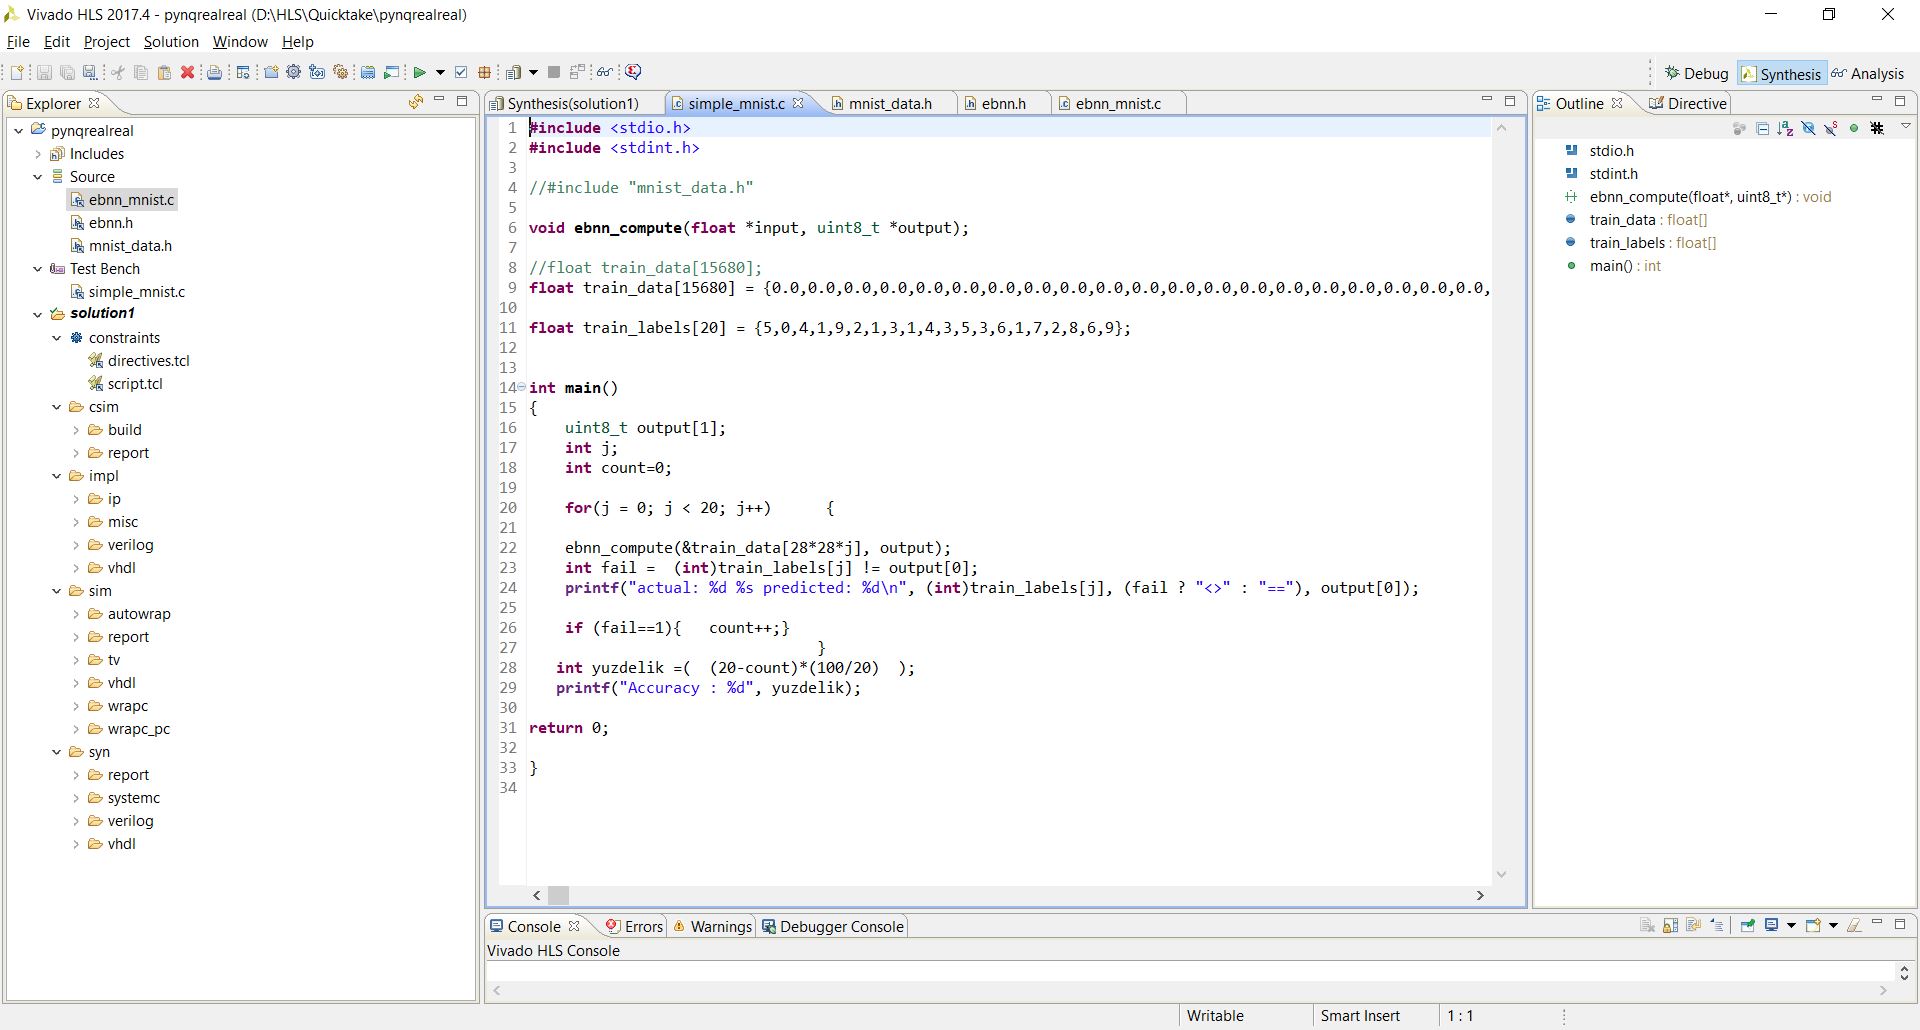 Vivado HLS 2017.4 - pynqrealreal (D:\HLS\Quicktake\pynqrealreal)
File Edit Project Solution Window Help
Debug Synthesis Analysis
Explorer
pynqrealreal
Includes
Source
ebnn_mnist.c
ebnn.h
mnist_data.h
Test Bench
simple_mnist.c
solution1
constraints
directives.tcl
script.tcl
csim
build
report
impl
ip
misc
verilog
vhdl
sim
autowrap
report
tv
vhdl
wrapc
wrapc_pc
syn
report
systemc
verilog
vhdl
Synthesis(solution1) simple_mnist.c mnist_data.h ebnn.h ebnn_mnist.c
1 #include <stdio.h>
2 #include <stdint.h>
3
4 //#include "mnist_data.h"
5
6 void ebnn_compute(float *input, uint8_t *output);
7
8 //float train_data[15680];
9 float train_data[15680] = {0.0,0.0,0.0,0.0,0.0,0.0,0.0,0.0,0.0,0.0,0.0,0.0,0.0,0.0,0.0,0.0,0.0,0.0,0.0,0.0,
10
11 float train_labels[20] = {5,0,4,1,9,2,1,3,1,4,3,5,3,6,1,7,2,8,6,9};
12
13
14 int main()
15 {
16 uint8_t output[1];
17 int j;
18 int count=0;
19
20 for(j = 0; j < 20; j++) {
21
22 ebnn_compute(&train_data[28*28*j], output);
23 int fail = (int)train_labels[j] != output[0];
24 printf("actual: %d %s predicted: %d\n", (int)train_labels[j], (fail ? "<>" : "=="), output[0]);
25
26 if (fail==1){ count++;}
27 }
28 int yuzdelik =( (20-count)*(100/20) );
29 printf("Accuracy : %d", yuzdelik);
30
31 return 0;
32
33 }
34
Outline Directive
stdio.h
stdint.h
ebnn_compute(float*, uint8_t*) : void
train_data : float[]
train_labels : float[]
main() : int
Console Errors Warnings Debugger Console
Vivado HLS Console
Writable Smart Insert 1 : 1